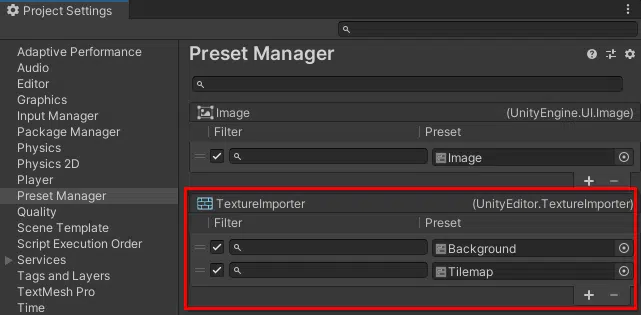 Project Settings
Adaptive Performance
Audio
Editor
Graphics
Input Manager
Package Manager
Physics
Physics 2D
Player
Preset Manager
Quality
Scene Template
Script Execution Order
Services
Tags and Layers
TextMesh Pro
Time
Preset Manager
Image (UnityEngine.UI.Image)
Filter Preset
Image
TextureImporter (UnityEditor.TextureImporter)
Filter Preset
Background
Tilemap